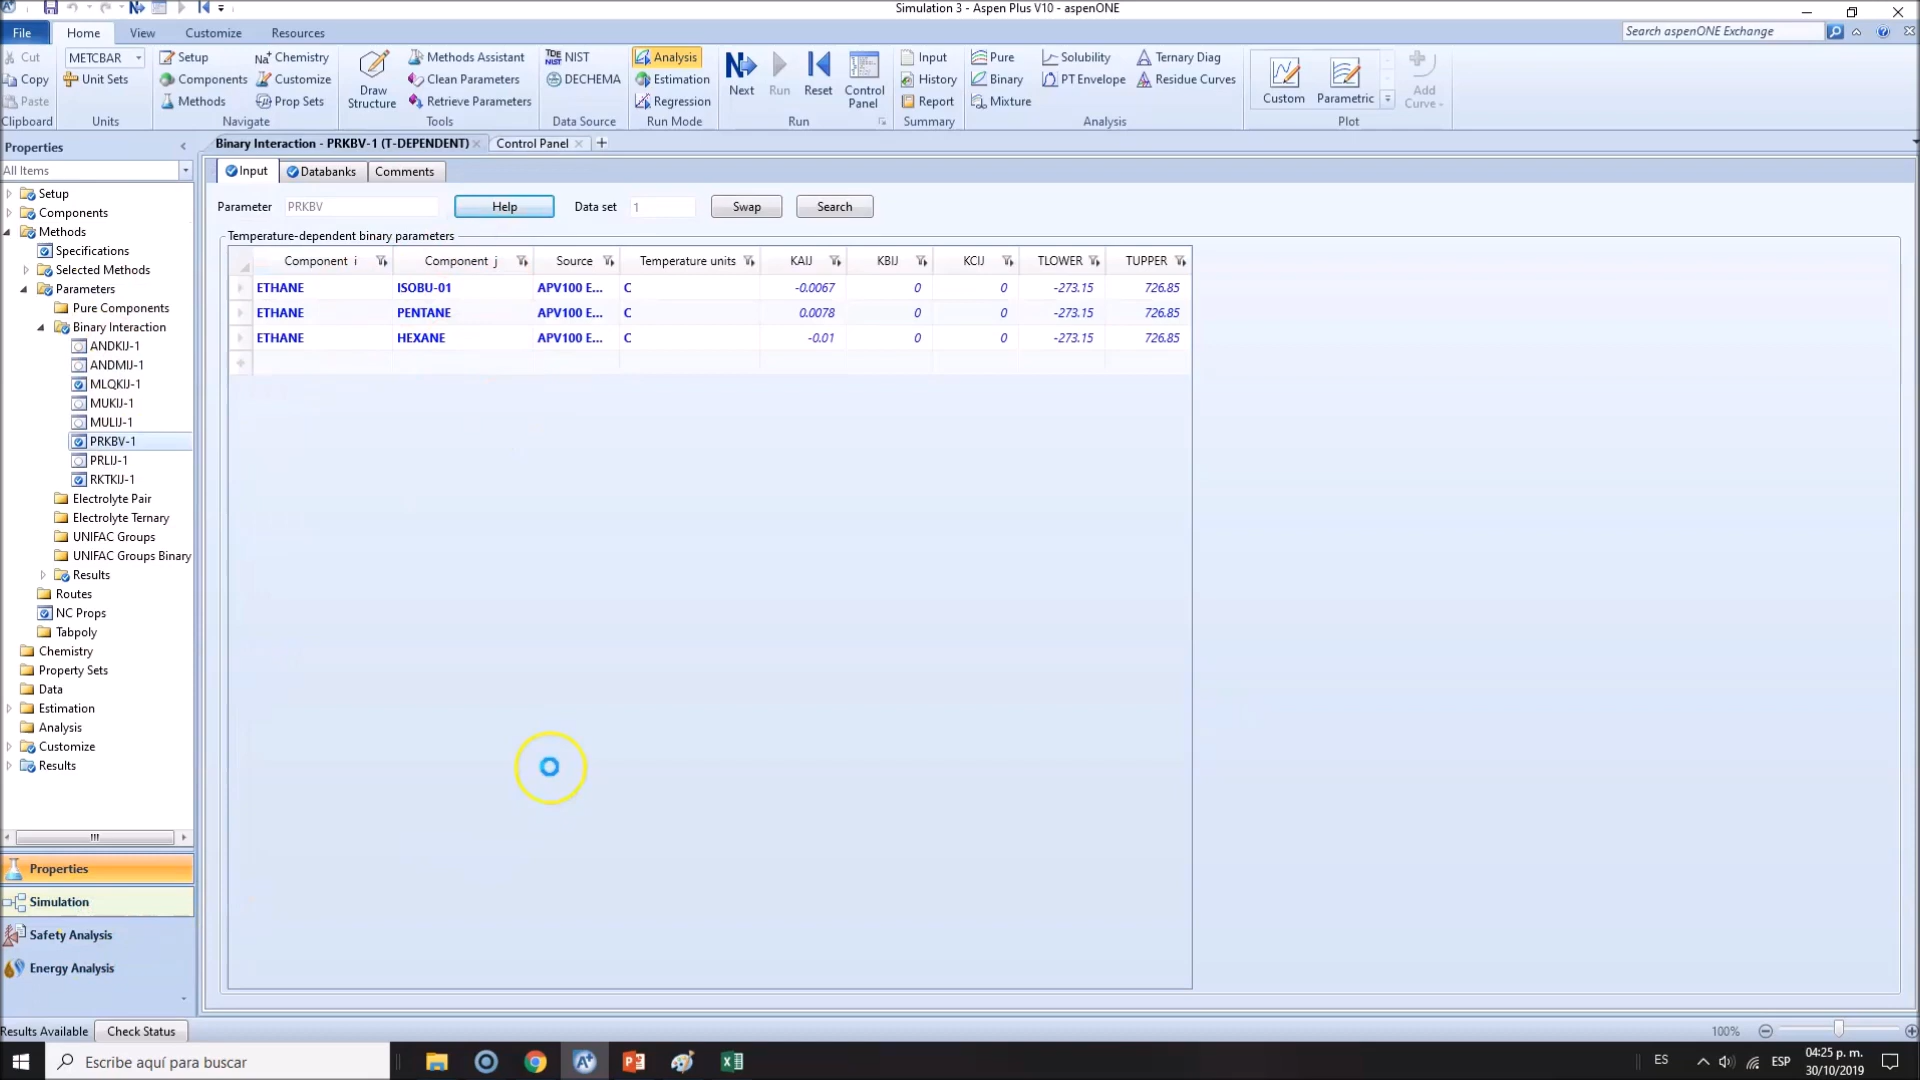 Simulation 3 - Aspen Plus V10 - aspenONE
File Home View Customize Resources Search aspenONE Exchange
Cut METCBAR Setup Chemistry Methods Assistant NIST Analysis Input Pure Solubility Ternary Diag
Copy Unit Sets Components Customize Clean Parameters DECHEMA Estimation History Binary PT Envelope Residue Curves
Paste Methods Prop Sets Draw Structure Retrieve Parameters Regression Next Run Reset Control Panel Report Mixture Custom Parametric Add Curve
Clipboard Units Navigate Tools Data Source Run Mode Run Summary Analysis Plot
Properties
All Items
Setup
Components
Methods
Specifications
Selected Methods
Parameters
Pure Components
Binary Interaction
ANDKIJ-1
ANDMIJ-1
MLQKIJ-1
MUKIJ-1
MULIJ-1
PRKBV-1
PRLIJ-1
RKTKIJ-1
Electrolyte Pair
Electrolyte Ternary
UNIFAC Groups
UNIFAC Groups Binary
Results
Routes
NC Props
Tabpoly
Chemistry
Property Sets
Data
Estimation
Analysis
Customize
Results
Properties
Simulation
Safety Analysis
Energy Analysis
Binary Interaction - PRKBV-1 (T-DEPENDENT) Control Panel
Input Databanks Comments
Parameter PRKBV Help Data set 1 Swap Search
Temperature-dependent binary parameters
Component i Component j Source Temperature units KAIJ KBIJ KCIJ TLOWER TUPPER
ETHANE ISOBU-01 APV100 E... C -0.0067 0 0 -273.15 726.85
ETHANE PENTANE APV100 E... C 0.0078 0 0 -273.15 726.85
ETHANE HEXANE APV100 E... C -0.01 0 0 -273.15 726.85
Results Available Check Status 100%
Escribe aquí para buscar ES ESP 04:25 p. m.
30/10/2019